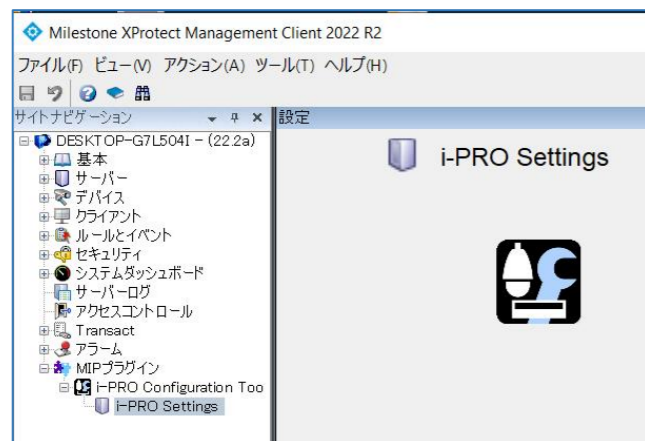 Milestone XProtect Management Client 2022 R2
ファイル(F) ビュー(V) アクション(A) ツール(T) ヘルプ(H)
サイトナビゲーション
設定
DESKTOP-G7L504I - (22.2a)
基本
サーバー
デバイス
クライアント
ルールとイベント
セキュリティ
システムダッシュボード
サーバーログ
アクセスコントロール
Transact
アラーム
MIPプラグイン
i-PRO Configuration Too
i-PRO Settings
i-PRO Settings